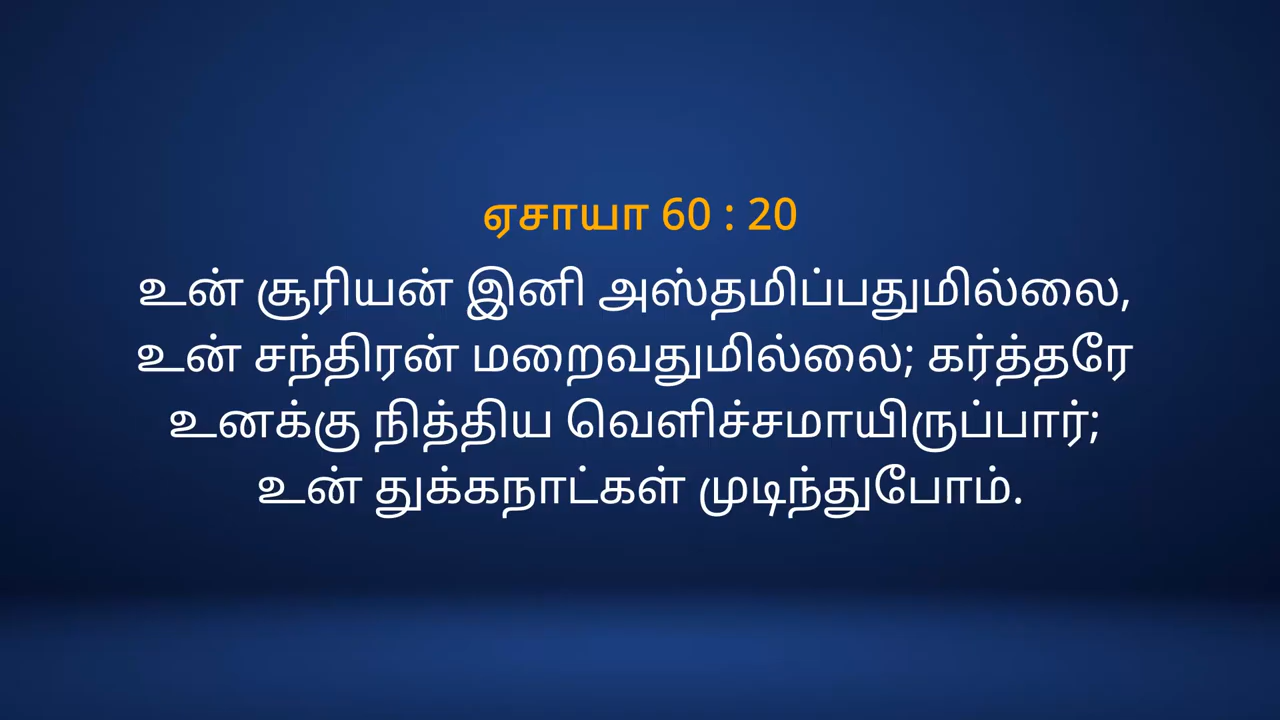 ஏசாயா 60 : 20
உன் சூரியன் இனி அஸ்தமிப்பதுமில்லை,
உன் சந்திரன் மறைவதுமில்லை; கர்த்தரே
உனக்கு நித்திய வெளிச்சமாயிருப்பார்;
உன் துக்கநாட்கள் முடிந்துபோம்.